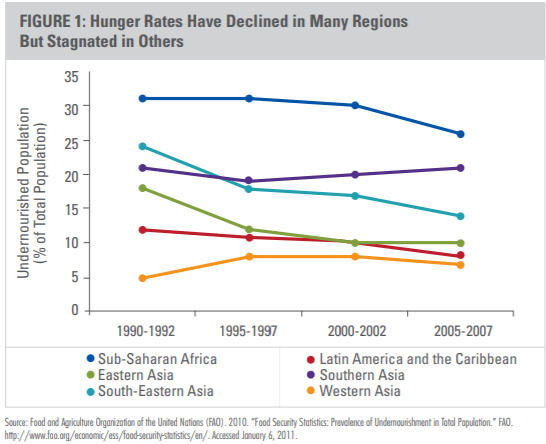 FIGURE 1: Hunger Rates Have Declined in Many Regions
But Stagnated in Others
Undernourished Population
(% of Total Population)
35
30
25
20
15
10
5
0
1990-1992 1995-1997 2000-2002 2005-2007
Sub-Saharan Africa
Eastern Asia
South-Eastern Asia
Latin America and the Caribbean
Southern Asia
Western Asia
Source: Food and Agriculture Organization of the United Nations (FAO). 2010. "Food Security Statistics: Prevalence of Undernourishment in Total Population." FAO.
http://www.fao.org/economic/ess/food-security-statistics/en/. Accessed January 6, 2011.